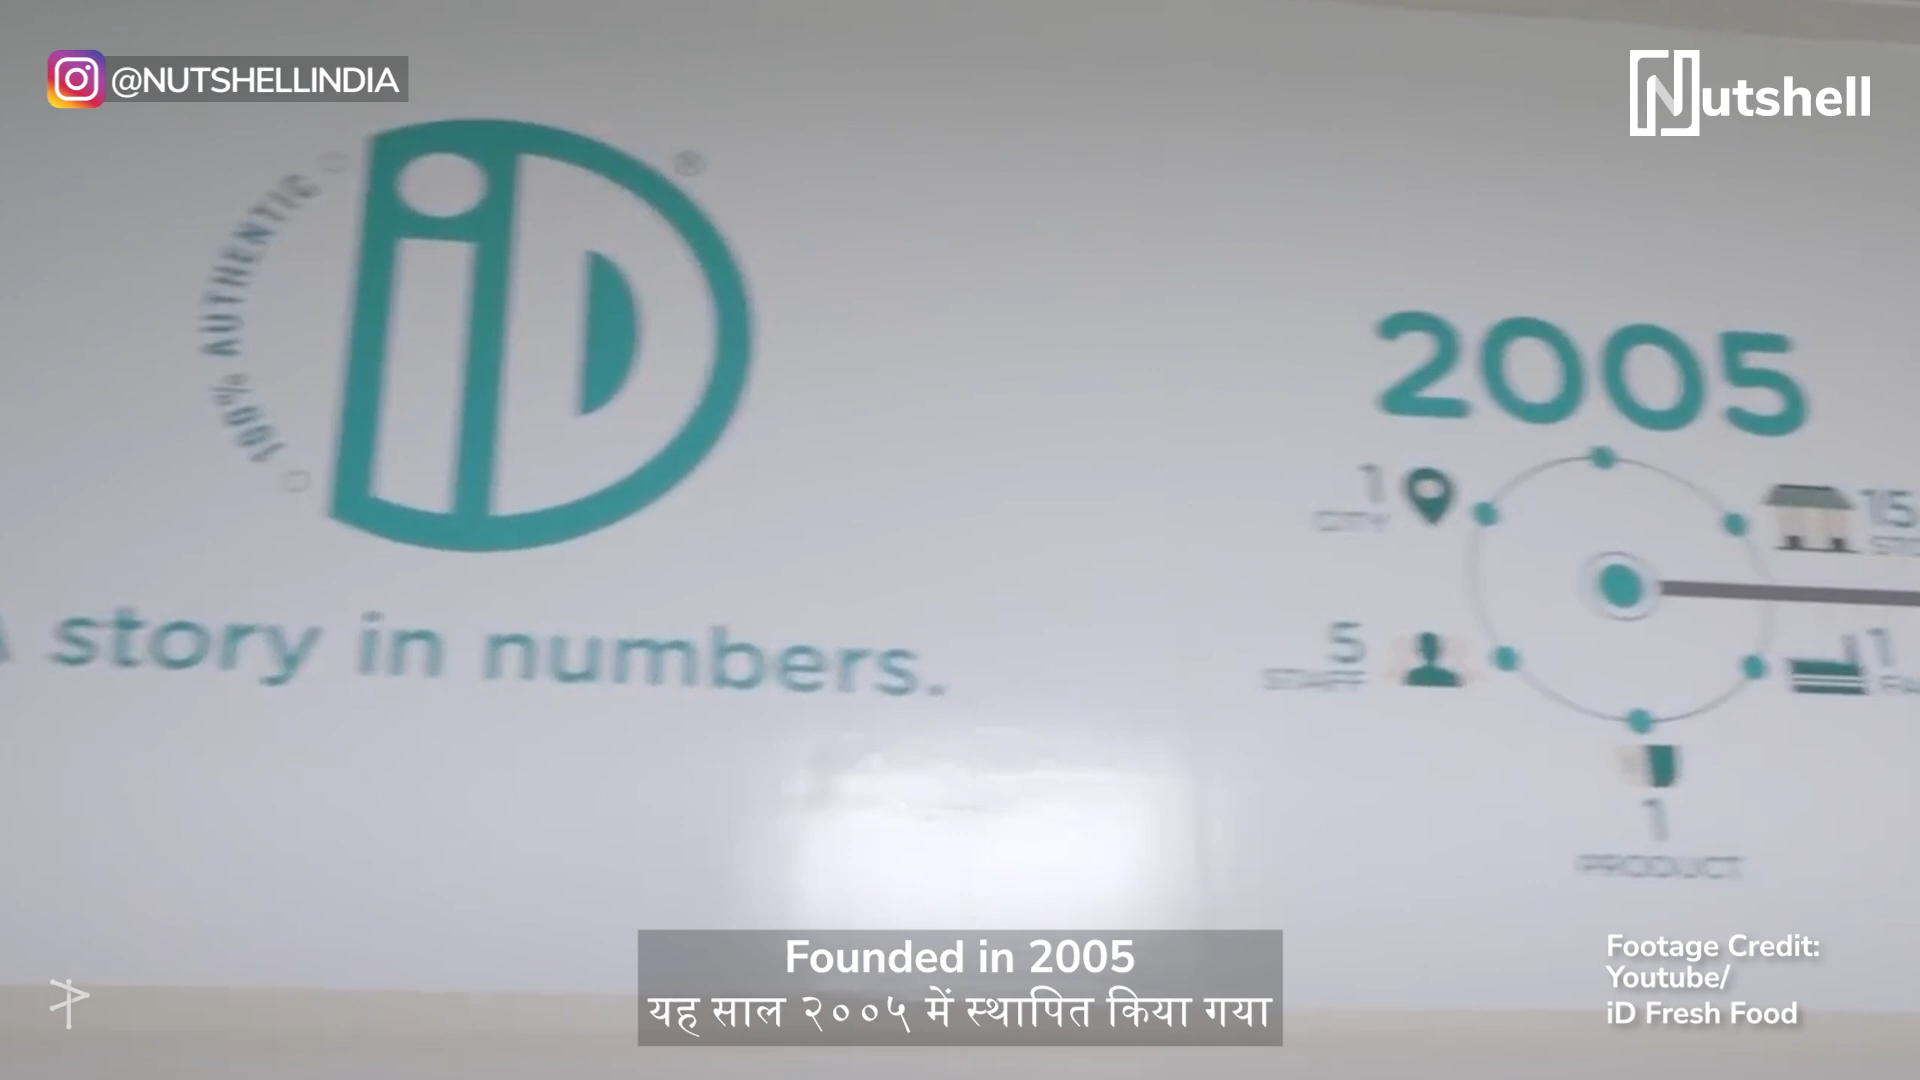 @NUTSHELLINDIA
Nutshell
100% AUTHENTIC
iD
®
story in numbers.
2005
1
CITY
15
5
STAFF
1
1
PRODUCT
Founded in 2005
यह साल २००५ में स्थापित किया गया
Footage Credit:
Youtube/
iD Fresh Food